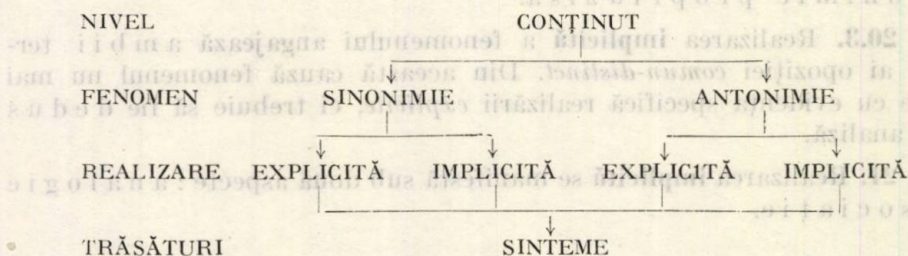 NIVEL CONȚINUT
FENOMEN SINONIMIE ANTONIMIE
REALIZARE EXPLICITĂ IMPLICITĂ EXPLICITĂ IMPLICITĂ
TRĂSĂTURI SINTEME